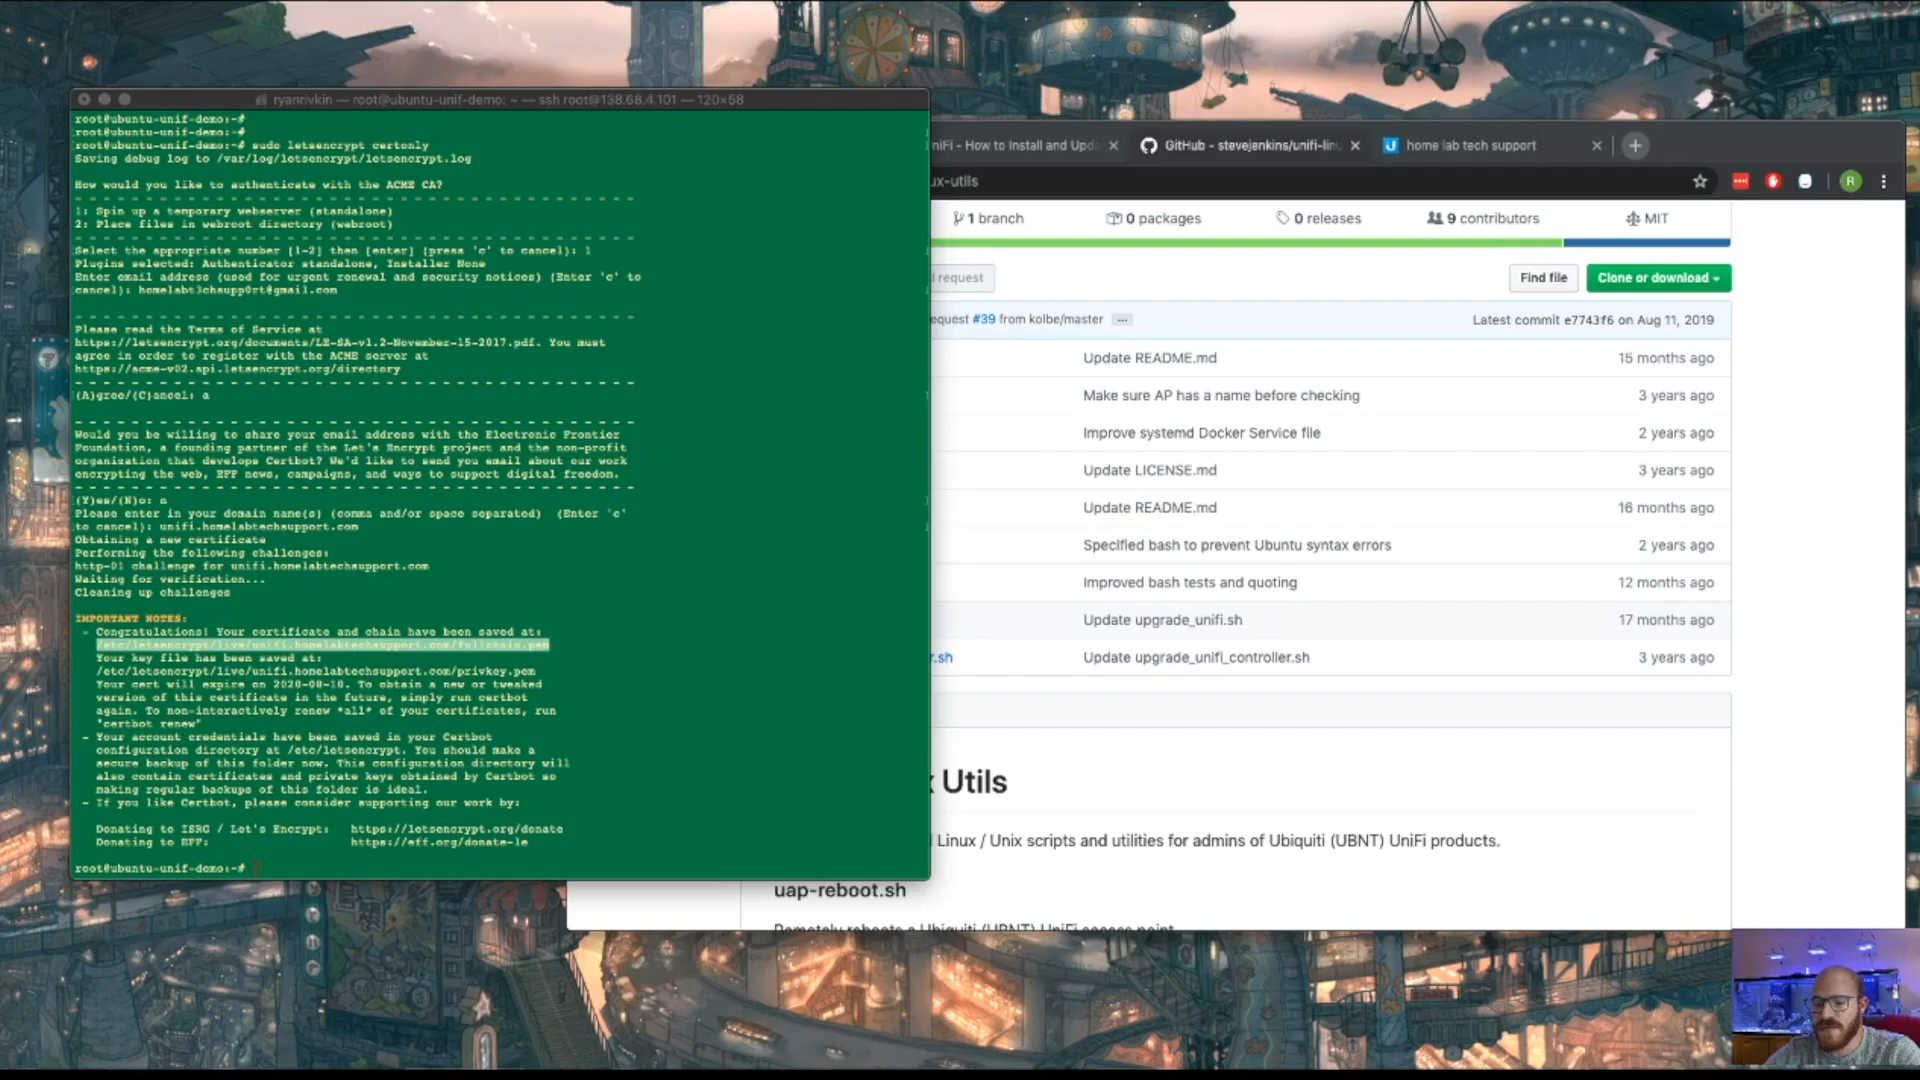 ryanrivkin — root@ubuntu-unif-demo: ~ — ssh root@138.68.4.101 — 120×58
root@ubuntu-unif-demo:~#
root@ubuntu-unif-demo:~#
root@ubuntu-unif-demo:~# sudo letsencrypt certonly
Saving debug log to /var/log/letsencrypt/letsencrypt.log
How would you like to authenticate with the ACME CA?
- - - - - - - - - - - - - - - - - - - - - - - - - - - - - - - - - - - - - - - -
1: Spin up a temporary webserver (standalone)
2: Place files in webroot directory (webroot)
- - - - - - - - - - - - - - - - - - - - - - - - - - - - - - - - - - - - - - - -
Select the appropriate number [1-2] then [enter] (press 'c' to cancel): 1
Plugins selected: Authenticator standalone, Installer None
Enter email address (used for urgent renewal and security notices) (Enter 'c' to
cancel): homelabt3chsupp0rt@gmail.com
- - - - - - - - - - - - - - - - - - - - - - - - - - - - - - - - - - - - - - - -
Please read the Terms of Service at
https://letsencrypt.org/documents/LE-SA-v1.2-November-15-2017.pdf. You must
agree in order to register with the ACME server at
https://acme-v02.api.letsencrypt.org/directory
- - - - - - - - - - - - - - - - - - - - - - - - - - - - - - - - - - - - - - - -
(A)gree/(C)ancel: a
- - - - - - - - - - - - - - - - - - - - - - - - - - - - - - - - - - - - - - - -
Would you be willing to share your email address with the Electronic Frontier
Foundation, a founding partner of the Let's Encrypt project and the non-profit
organization that develops Certbot? We'd like to send you email about our work
encrypting the web, EFF news, campaigns, and ways to support digital freedom.
- - - - - - - - - - - - - - - - - - - - - - - - - - - - - - - - - - - - - - - -
(Y)es/(N)o: n
Please enter in your domain name(s) (comma and/or space separated)  (Enter 'c'
to cancel): unifi.homelabtechsupport.com
Obtaining a new certificate
Performing the following challenges:
http-01 challenge for unifi.homelabtechsupport.com
Waiting for verification...
Cleaning up challenges
IMPORTANT NOTES:
- Congratulations! Your certificate and chain have been saved at:
/etc/letsencrypt/live/unifi.homelabtechsupport.com/fullchain.pem
Your key file has been saved at:
/etc/letsencrypt/live/unifi.homelabtechsupport.com/privkey.pem
Your cert will expire on 2020-08-10. To obtain a new or tweaked
version of this certificate in the future, simply run certbot
again. To non-interactively renew *all* of your certificates, run
"certbot renew"
- Your account credentials have been saved in your Certbot
configuration directory at /etc/letsencrypt. You should make a
secure backup of this folder now. This configuration directory will
also contain certificates and private keys obtained by Certbot so
making regular backups of this folder is ideal.
- If you like Certbot, please consider supporting our work by:
Donating to ISRG / Let's Encrypt:   https://letsencrypt.org/donate
Donating to EFF:                    https://eff.org/donate-le
root@ubuntu-unif-demo:~#
niFi - How to Install and Upda
GitHub - stevejenkins/unifi-lin
home lab tech support
ux-utils
R
1 branch
0 packages
0 releases
9 contributors
MIT
l request
Find file
Clone or download
equest #39 from kolbe/master ...
Latest commit e7743f6 on Aug 11, 2019
Update README.md 15 months ago
Make sure AP has a name before checking 3 years ago
Improve systemd Docker Service file 2 years ago
Update LICENSE.md 3 years ago
Update README.md 16 months ago
Specified bash to prevent Ubuntu syntax errors 2 years ago
Improved bash tests and quoting 12 months ago
Update upgrade_unifi.sh 17 months ago
r.sh Update upgrade_unifi_controller.sh 3 years ago
x Utils
Linux / Unix scripts and utilities for admins of Ubiquiti (UBNT) UniFi products.
uap-reboot.sh
Remotely reboots a Ubiquiti (UBNT) UniFi access point